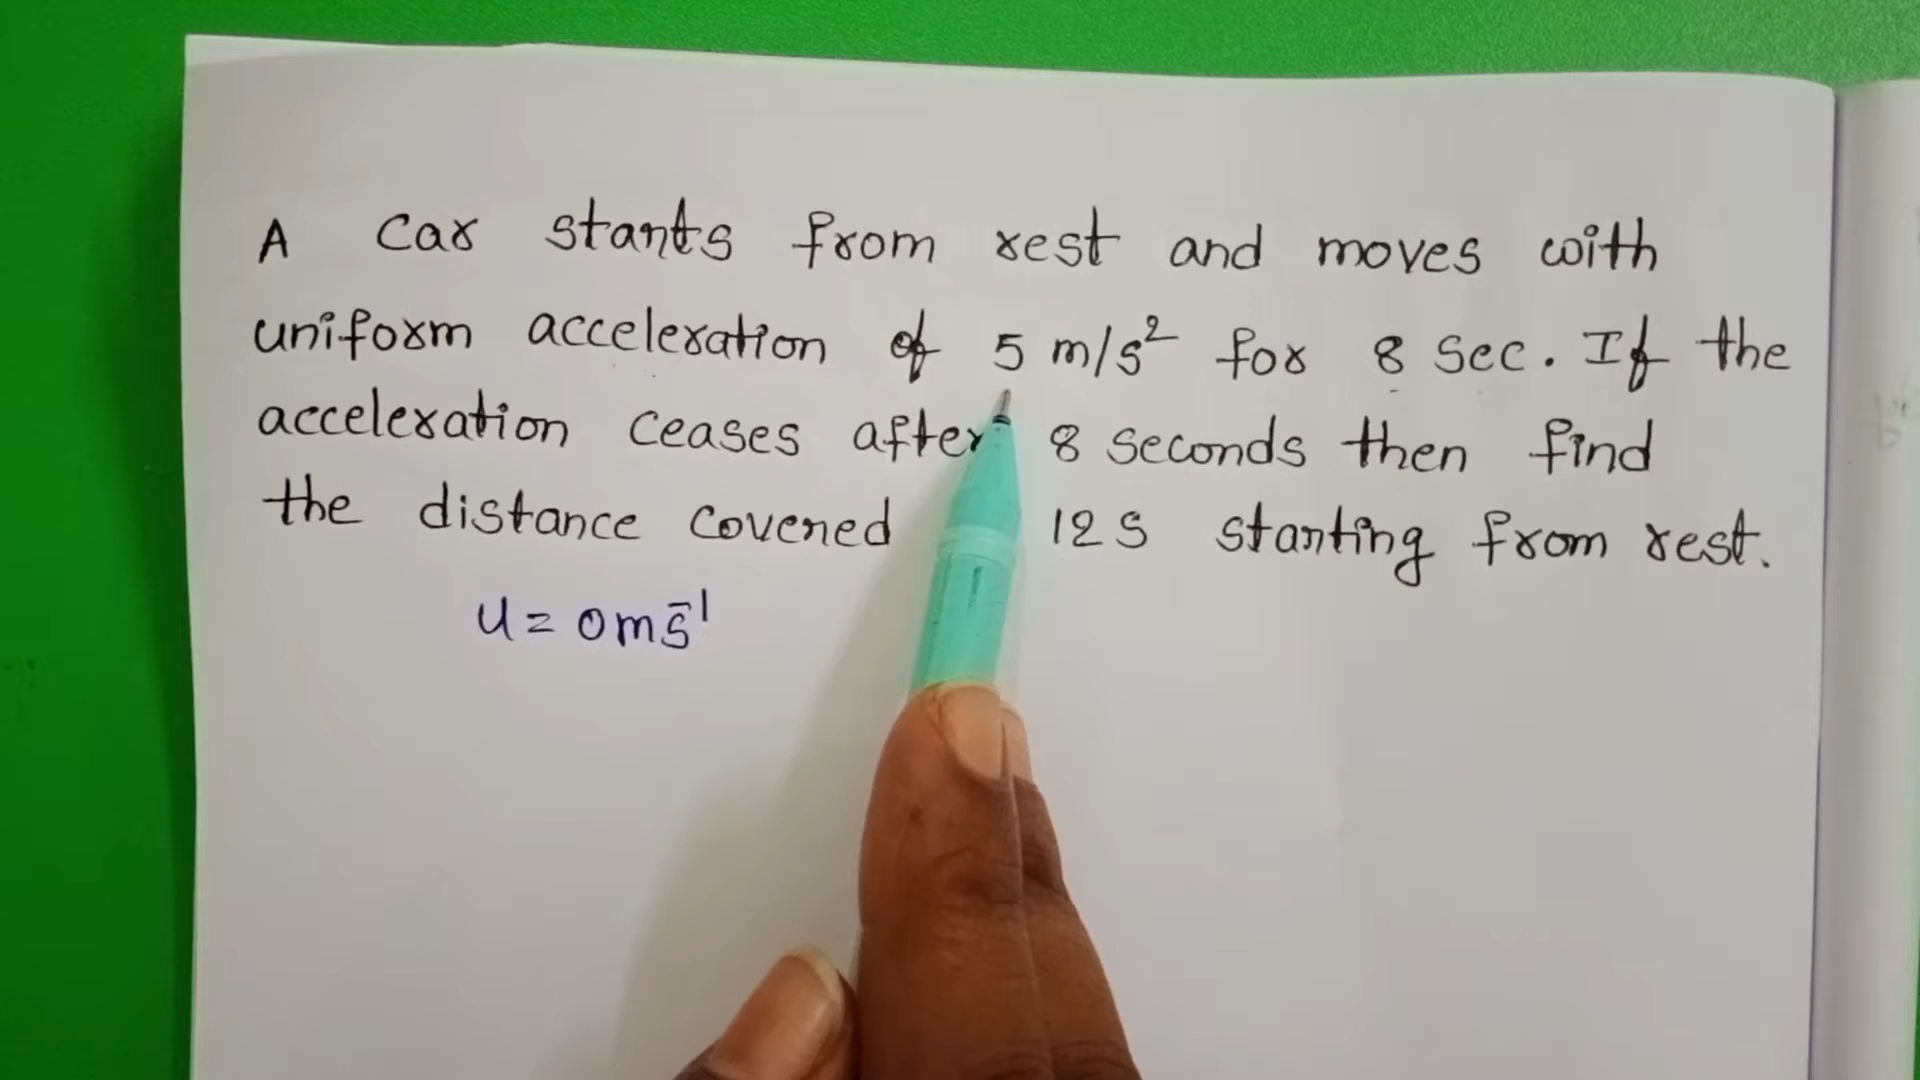 A car starts from rest and moves with
uniform acceleration of 5 m/s² for 8 sec. If the
acceleration ceases after 8 seconds then find
the distance covered 12 s starting from rest.
u = 0 ms⁻¹